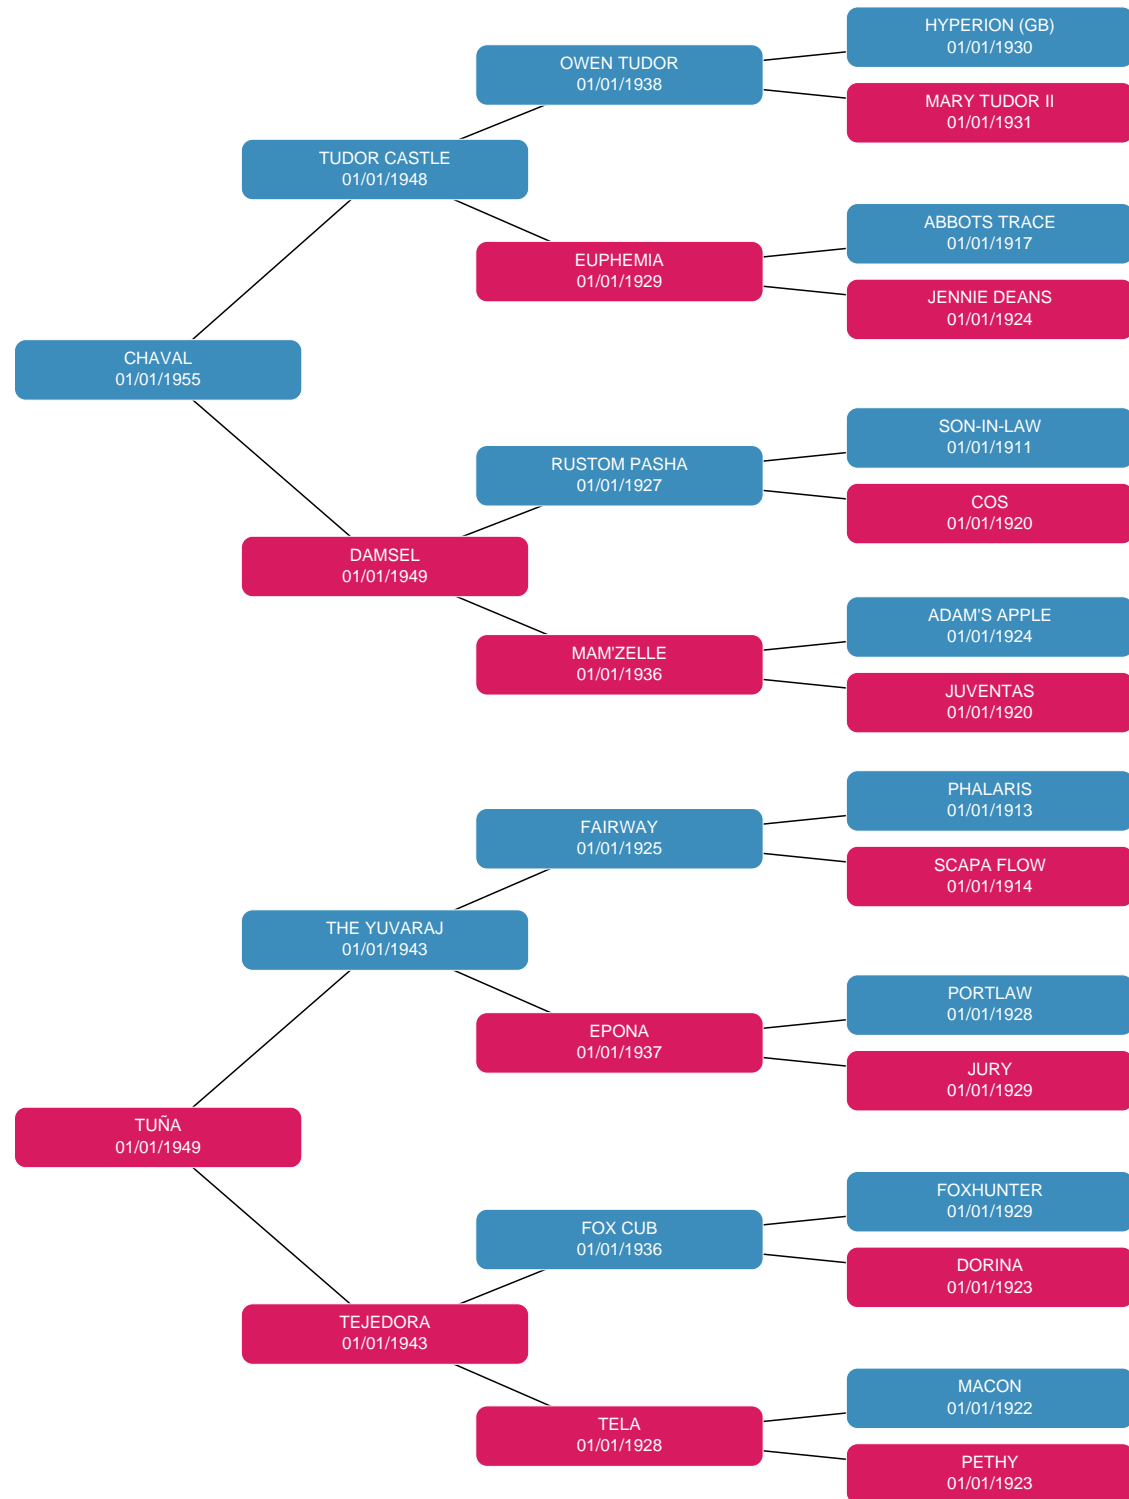 HYPERION (GB)
01/01/1930
OWEN TUDOR
01/01/1938
MARY TUDOR II
01/01/1931
TUDOR CASTLE
01/01/1948
ABBOTS TRACE
01/01/1917
EUPHEMIA
01/01/1929
JENNIE DEANS
01/01/1924
CHAVAL
01/01/1955
SON-IN-LAW
01/01/1911
RUSTOM PASHA
01/01/1927
COS
01/01/1920
DAMSEL
01/01/1949
ADAM'S APPLE
01/01/1924
MAM'ZELLE
01/01/1936
JUVENTAS
01/01/1920
PHALARIS
01/01/1913
FAIRWAY
01/01/1925
SCAPA FLOW
01/01/1914
THE YUVARAJ
01/01/1943
PORTLAW
01/01/1928
EPONA
01/01/1937
JURY
01/01/1929
TUÑA
01/01/1949
FOXHUNTER
01/01/1929
FOX CUB
01/01/1936
DORINA
01/01/1923
TEJEDORA
01/01/1943
MACON
01/01/1922
TELA
01/01/1928
PETHY
01/01/1923